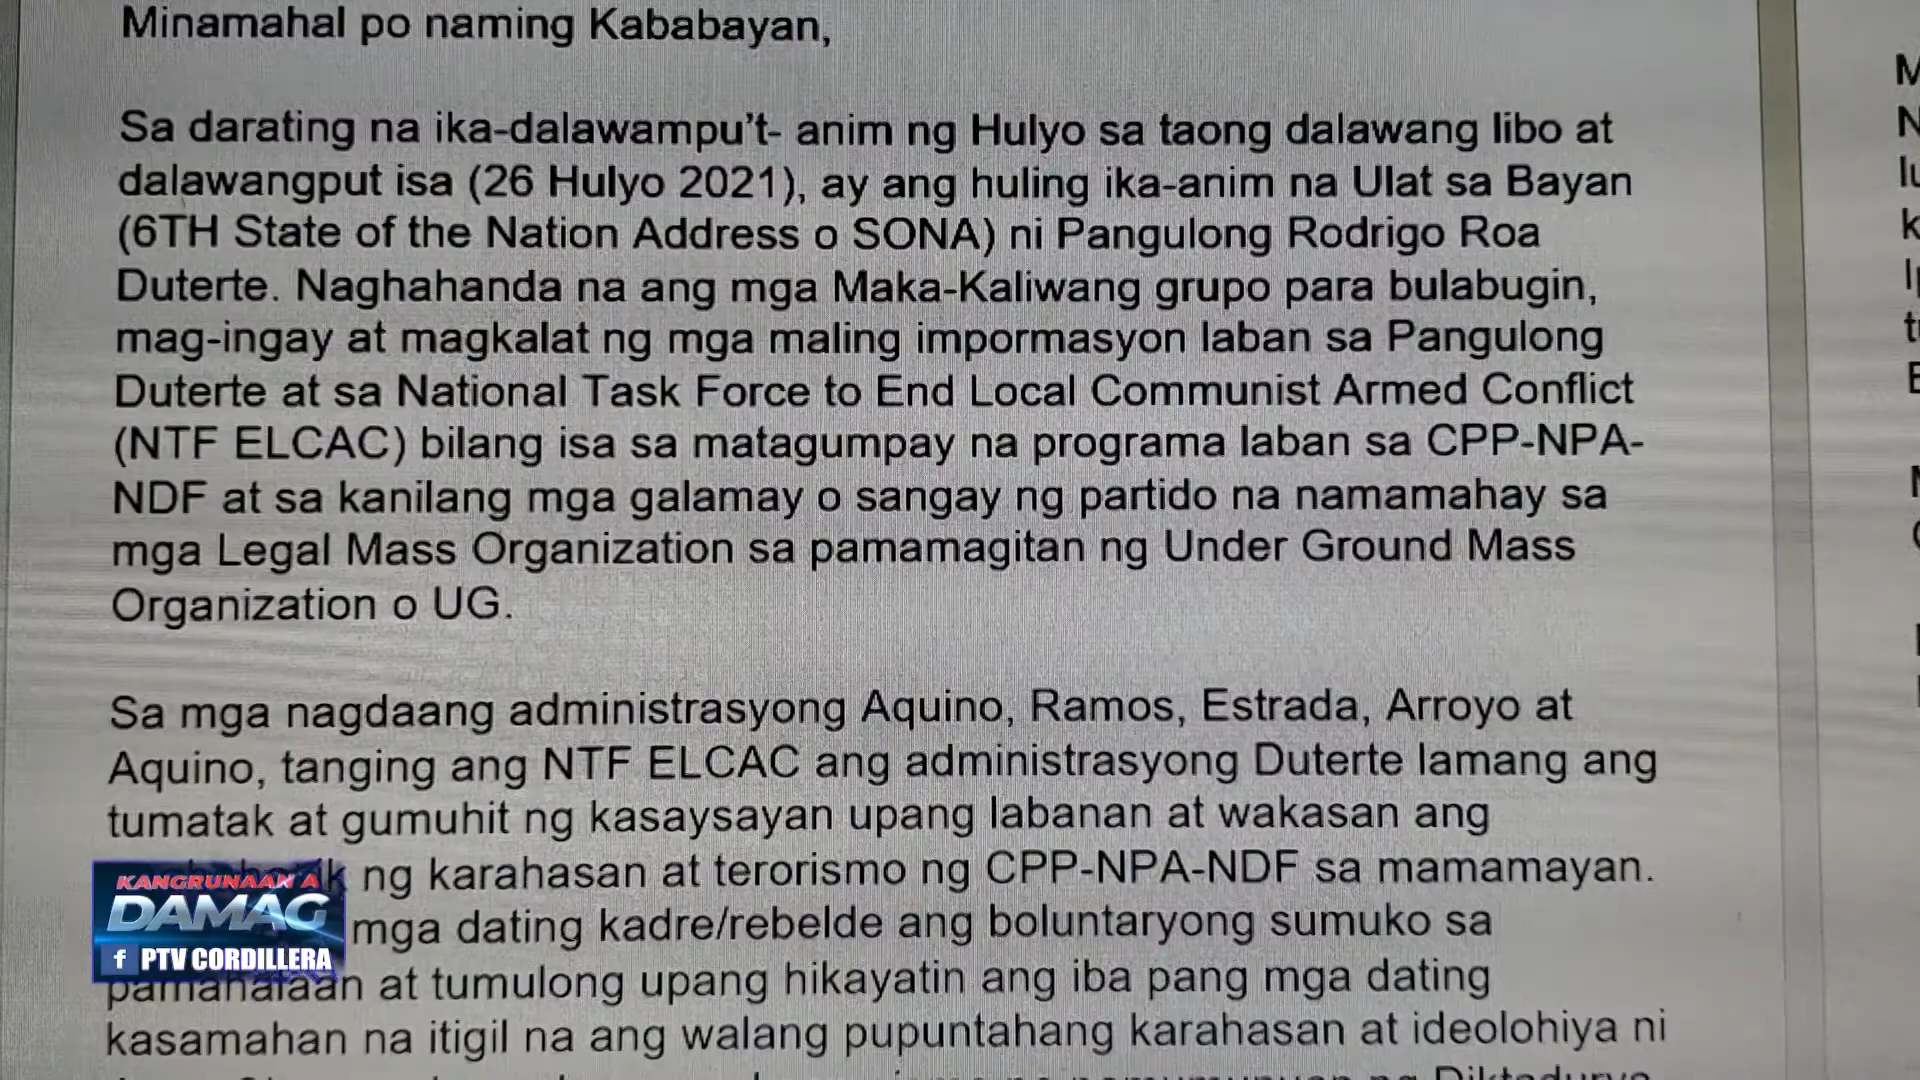 Minamahal po naming Kababayan,
Sa darating na ika-dalawampu't- anim ng Hulyo sa taong dalawang libo at
dalawangput isa (26 Hulyo 2021), ay ang huling ika-anim na Ulat sa Bayan
(6TH State of the Nation Address o SONA) ni Pangulong Rodrigo Roa
Duterte. Naghahanda na ang mga Maka-Kaliwang grupo para bulabugin,
mag-ingay at magkalat ng mga maling impormasyon laban sa Pangulong
Duterte at sa National Task Force to End Local Communist Armed Conflict
(NTF ELCAC) bilang isa sa matagumpay na programa laban sa CPP-NPA-
NDF at sa kanilang mga galamay o sangay ng partido na namamahay sa
mga Legal Mass Organization sa pamamagitan ng Under Ground Mass
Organization o UG.
Sa mga nagdaang administrasyong Aquino, Ramos, Estrada, Arroyo at
Aquino, tanging ang NTF ELCAC ang administrasyong Duterte lamang ang
tumatak at gumuhit ng kasaysayan upang labanan at wakasan ang
ng karahasan at terorismo ng CPP-NPA-NDF sa mamamayan.
mga dating kadre/rebelde ang boluntaryong sumuko sa
pamahalaan at tumulong upang hikayatin ang iba pang mga dating
kasamahan na itigil na ang walang pupuntahang karahasan at ideolohiya ni
KANGRUNAAN A
DAMAG
f PTV CORDILLERA